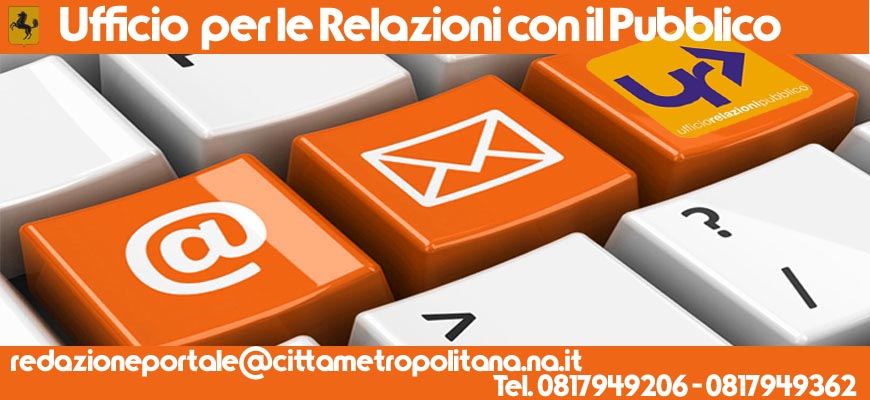 Ufficio per le Relazioni con il Pubblico
ufficiorelazionipubblico
@
?
/
^
redazioneportale@cittametropolitana.na.it
Tel. 0817949206 - 0817949362